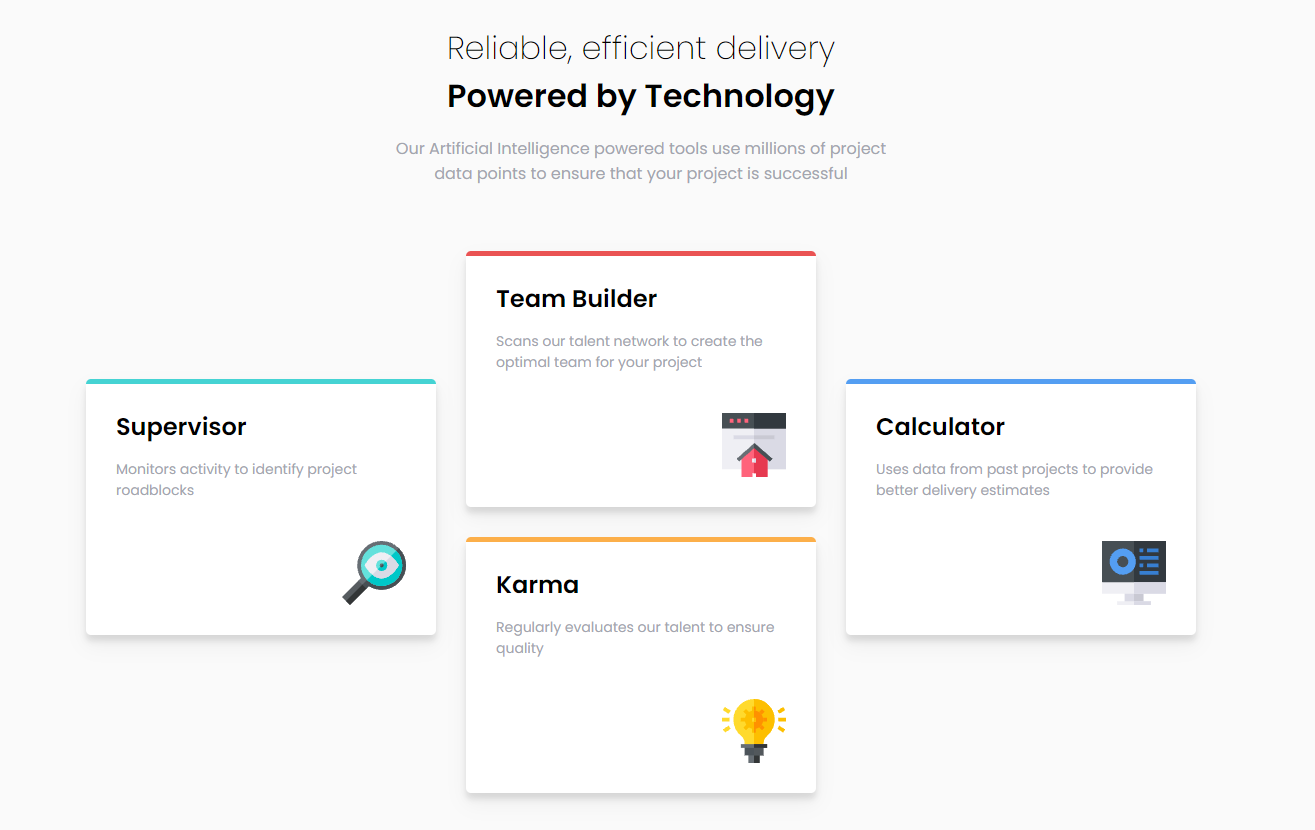 Reliable, efficient delivery
Powered by Technology
Our Artificial Intelligence powered tools use millions of project
data points to ensure that your project is successful
Supervisor
Monitors activity to identify project
roadblocks
Team Builder
Scans our talent network to create the
optimal team for your project
Karma
Regularly evaluates our talent to ensure
quality
Calculator
Uses data from past projects to provide
better delivery estimates